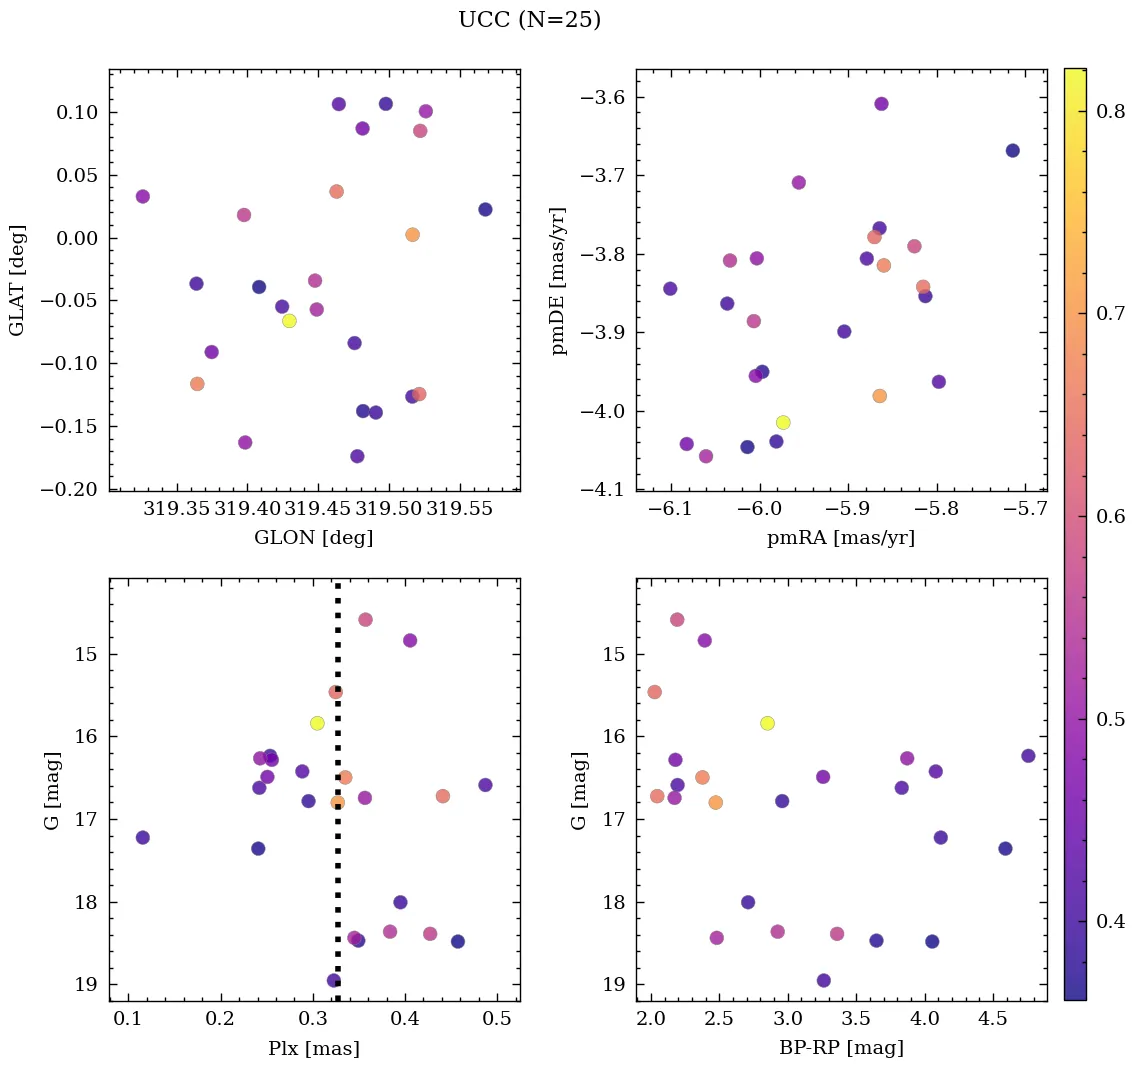 UCC (N=25)
0.10
0.05
0.00
−0.05
−0.10
−0.15
−0.20
GLAT [deg]
319.35 319.40 319.45 319.50 319.55
GLON [deg]
−3.6
−3.7
−3.8
−3.9
−4.0
−4.1
pmDE [mas/yr]
−6.1 −6.0 −5.9 −5.8 −5.7
pmRA [mas/yr]
0.8
0.7
0.6
0.5
0.4
15
16
17
18
19
G [mag]
0.1 0.2 0.3 0.4 0.5
Plx [mas]
15
16
17
18
19
G [mag]
2.0 2.5 3.0 3.5 4.0 4.5
BP-RP [mag]